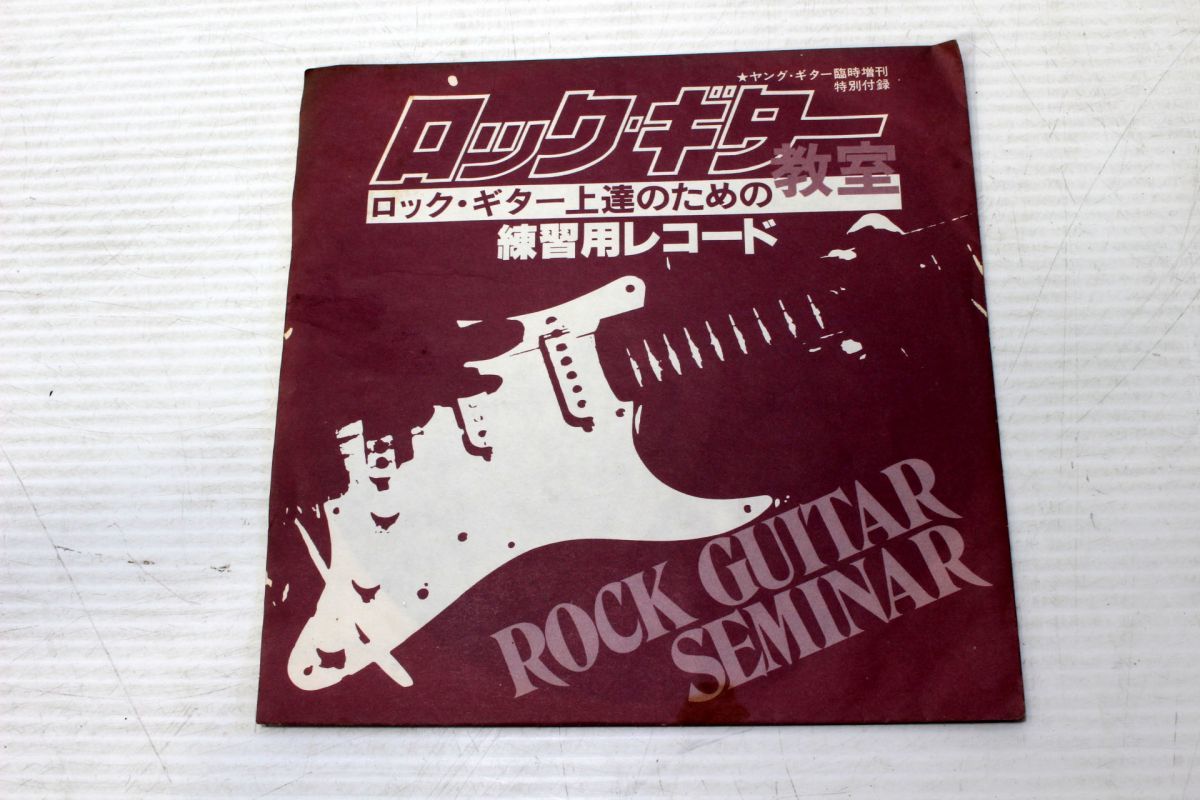 ★ヤング・ギター臨時増刊
特別付録
ロック・ギター
教室
ロック・ギター上達のための
練習用レコード
ROCK GUITAR
SEMINAR